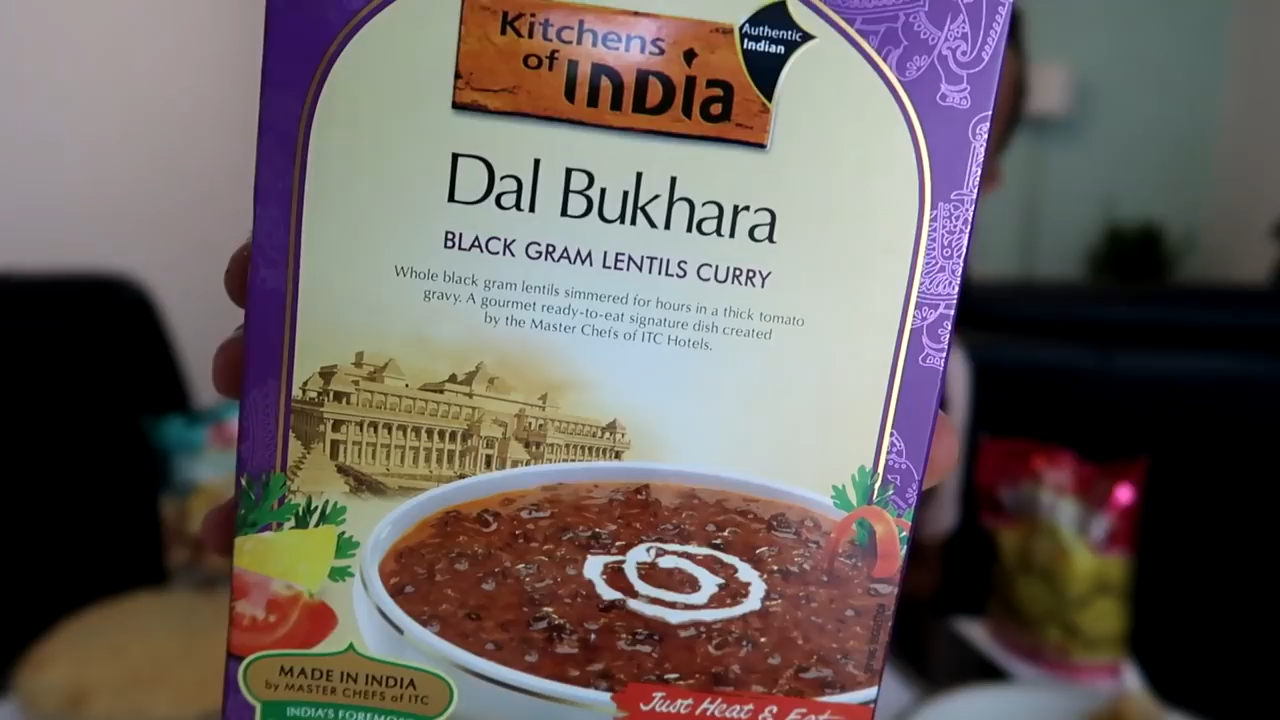 Kitchens
of INDIA
Authentic
Indian
Dal Bukhara
BLACK GRAM LENTILS CURRY
Whole black gram lentils simmered for hours in a thick tomato
gravy. A gourmet ready-to-eat signature dish created
by the Master Chefs of ITC Hotels.
MADE IN INDIA
by MASTER CHEFS of ITC
INDIA'S
Just Heat & Eat